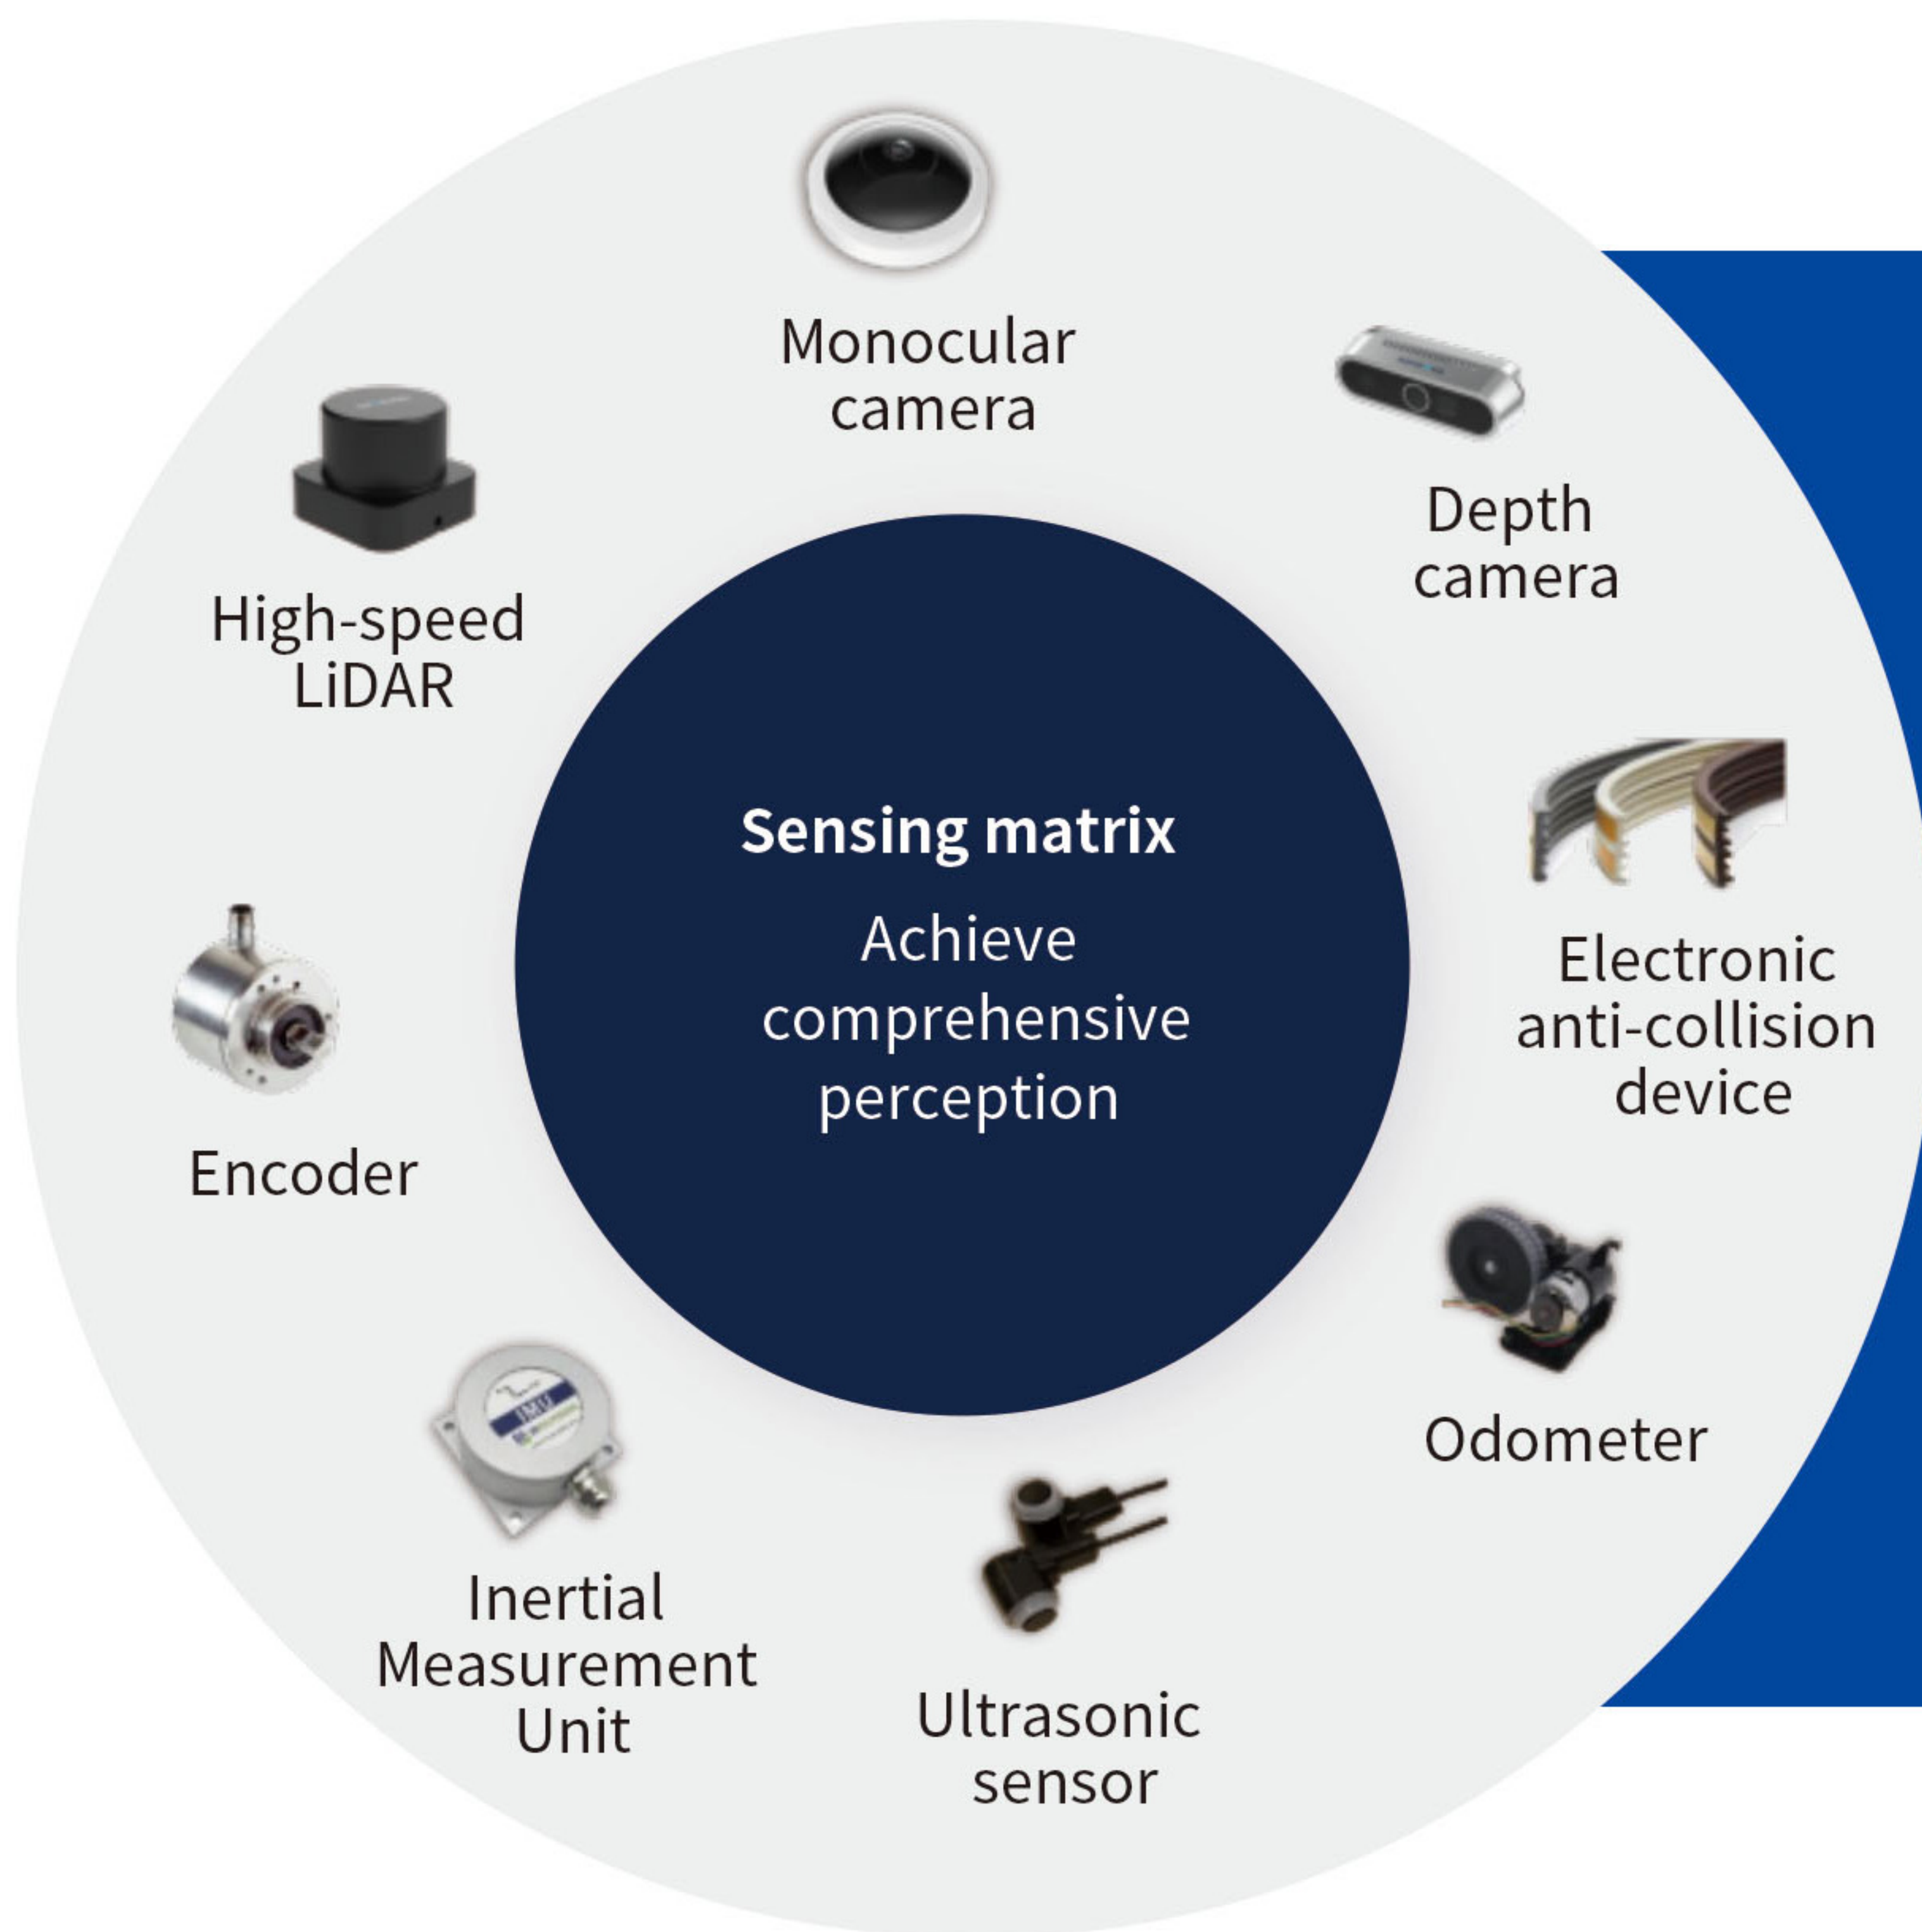 Monocular
camera
Depth
camera
High-speed
LiDAR
Sensing matrix
Achieve
comprehensive
perception
Electronic
anti-collision
device
Encoder
Odometer
IMU
Inertial
Measurement
Unit
Ultrasonic
sensor